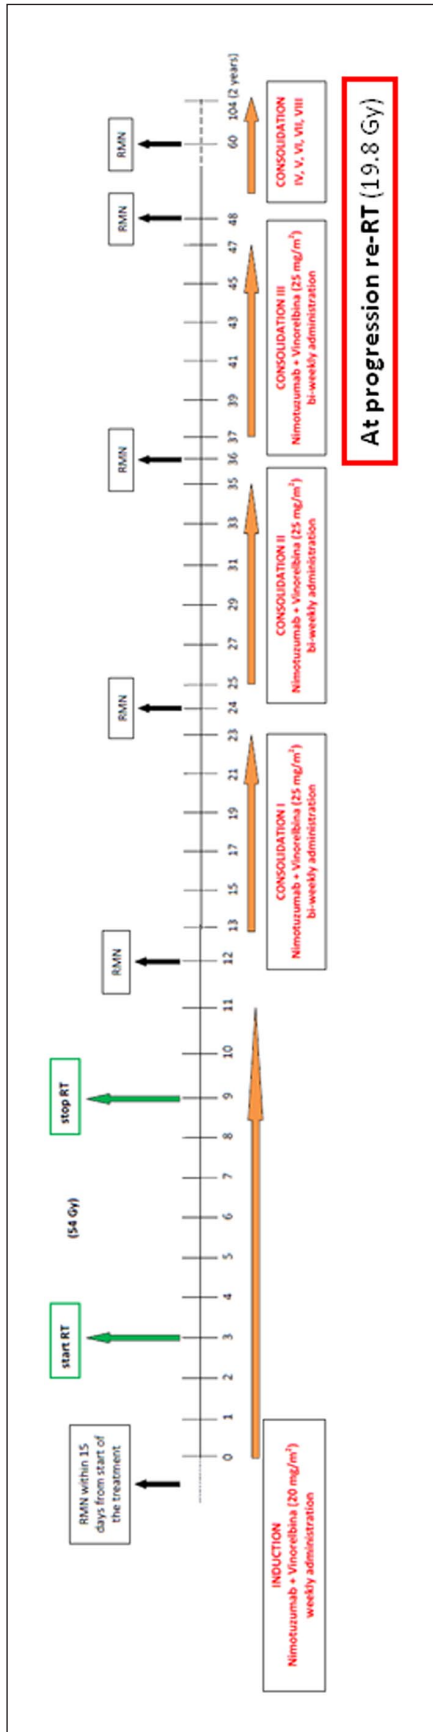 RMN within 15
days from start of
the treatment
start RT
(54 Gy)
stop RT
RMN
RMN
RMN
RMN
RMN
0 1 2 3 4 5 6 7 8 9 10 11 12 13 15 17 19 21 23 24 25 27 29 31 33 35 36 37 39 41 43 45 47 48 60 104 (2 years)
INDUCTION
Nimotuzumab + Vinorelbina (20 mg/m²)
weekly administration
CONSOLIDATION I
Nimotuzumab + Vinorelbina (25 mg/m²)
bi-weekly administration
CONSOLIDATION II
Nimotuzumab + Vinorelbina (25 mg/m²)
bi-weekly administration
CONSOLIDATION III
Nimotuzumab + Vinorelbina (25 mg/m²)
bi-weekly administration
CONSOLIDATION
IV, V, VI, VII, VIII
At progression re-RT (19.8 Gy)